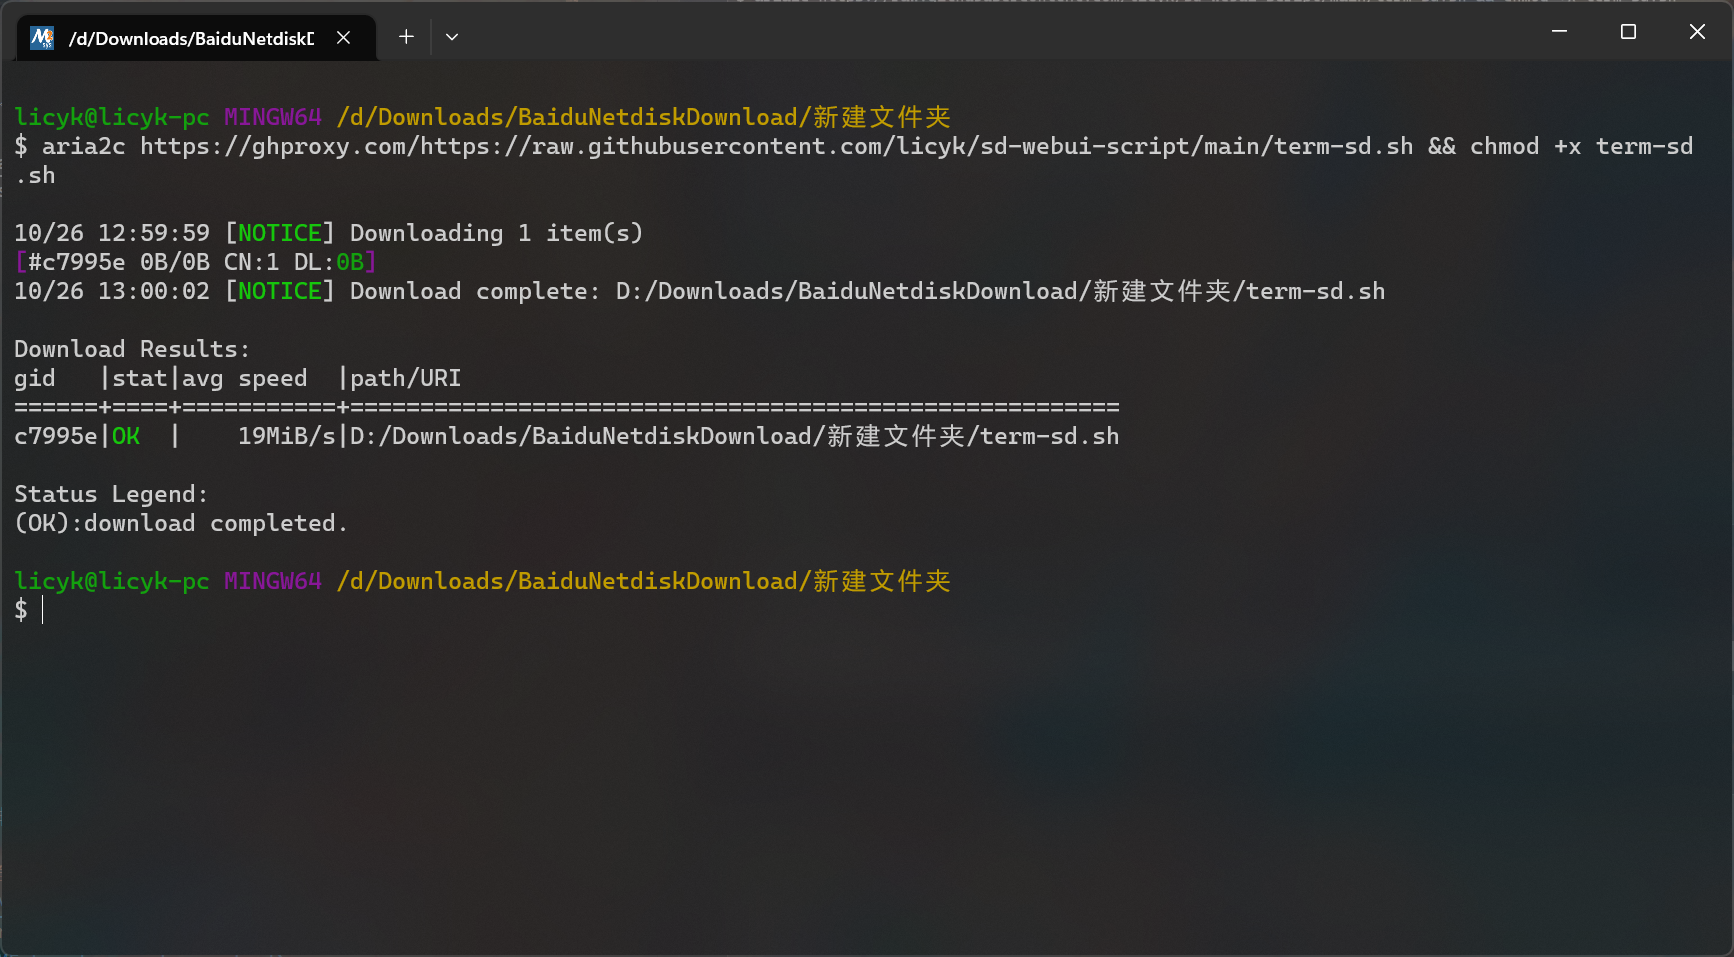 /d/Downloads/BaiduNetdiskD
licyk@licyk-pc MINGW64 /d/Downloads/BaiduNetdiskDownload/新建文件夹
$ aria2c https://ghproxy.com/https://raw.githubusercontent.com/licyk/sd-webui-script/main/term-sd.sh && chmod +x term-sd
.sh
10/26 12:59:59 [NOTICE] Downloading 1 item(s)
[#c7995e 0B/0B CN:1 DL:0B]
10/26 13:00:02 [NOTICE] Download complete: D:/Downloads/BaiduNetdiskDownload/新建文件夹/term-sd.sh
Download Results:
gid   |stat|avg speed  |path/URI
======+====+===========+=======================================================
c7995e|OK  |    19MiB/s|D:/Downloads/BaiduNetdiskDownload/新建文件夹/term-sd.sh
Status Legend:
(OK):download completed.
licyk@licyk-pc MINGW64 /d/Downloads/BaiduNetdiskDownload/新建文件夹
$